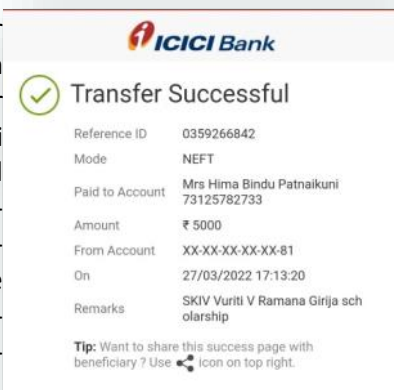 ICICI Bank
Transfer Successful
Reference ID 0359266842
Mode NEFT
Paid to Account Mrs Hima Bindu Patnaikuni
73125782733
Amount ₹ 5000
From Account XX-XX-XX-XX-XX-81
On 27/03/2022 17:13:20
Remarks SKIV Vuriti V Ramana Girija sch
olarship
Tip: Want to share this success page with
beneficiary ? Use icon on top right.